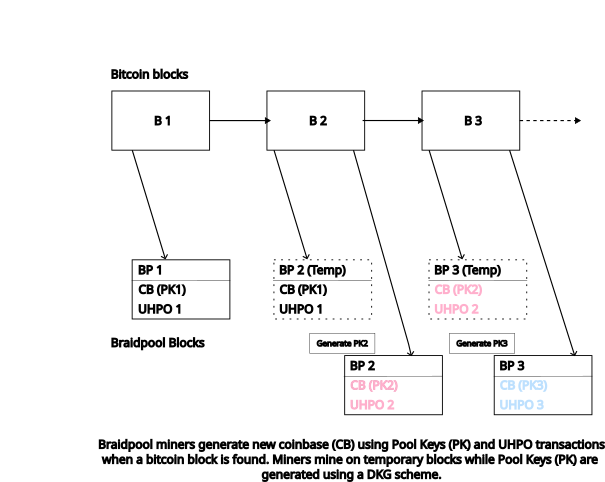 Bitcoin blocks
B 1
B 2
B 3
BP 1
CB (PK1)
UHPO 1
BP 2 (Temp)
CB (PK1)
UHPO 1
BP 3 (Temp)
CB (PK2)
UHPO 2
Braidpool Blocks
Generate PK2
Generate PK3
BP 2
CB (PK2)
UHPO 2
BP 3
CB (PK3)
UHPO 3
Braidpool miners generate new coinbase (CB) using Pool Keys (PK) and UHPO transactions
when a bitcoin block is found. Miners mine on temporary blocks while Pool Keys (PK) are
generated using a DKG scheme.